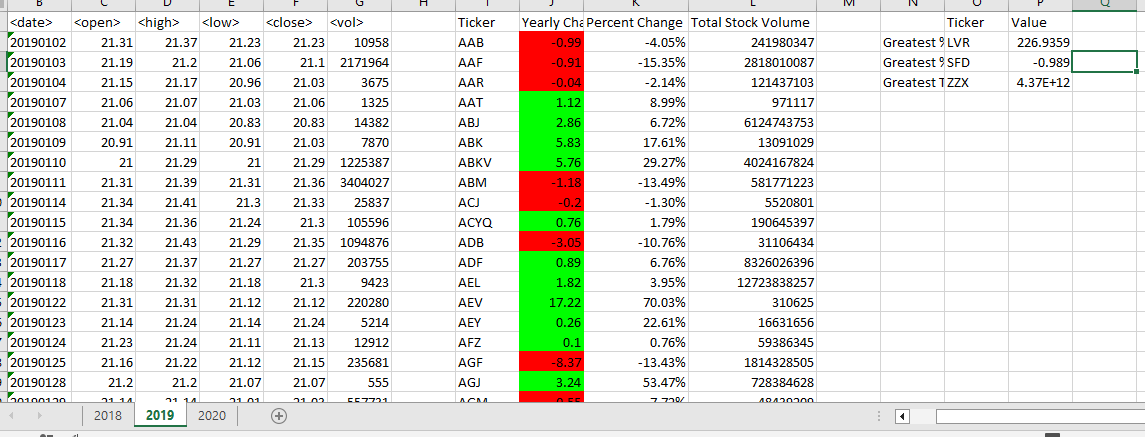 B C D E F G H I J K L M N O P Q
<date> <open> <high> <low> <close> <vol> Ticker Yearly Cha Percent Change Total Stock Volume Ticker Value
20190102 21.31 21.37 21.23 21.23 10958 AAB -0.99 -4.05% 241980347 Greatest % LVR 226.9359
20190103 21.19 21.2 21.06 21.1 2171964 AAF -0.91 -15.35% 2818010087 Greatest % SFD -0.989
20190104 21.15 21.17 20.96 21.03 3675 AAR -0.04 -2.14% 121437103 Greatest T ZZX 4.37E+12
20190107 21.06 21.07 21.03 21.06 1325 AAT 1.12 8.99% 971117
20190108 21.04 21.04 20.83 20.83 14382 ABJ 2.86 6.72% 6124743753
20190109 20.91 21.11 20.91 21.03 7870 ABK 5.83 17.61% 13091029
20190110 21 21.29 21 21.29 1225387 ABKV 5.76 29.27% 4024167824
20190111 21.31 21.39 21.31 21.36 3404027 ABM -1.18 -13.49% 581771223
20190114 21.34 21.41 21.3 21.33 25837 ACJ -0.2 -1.30% 5520801
20190115 21.34 21.36 21.24 21.3 105596 ACYQ 0.76 1.79% 190645397
20190116 21.32 21.43 21.29 21.35 1094876 ADB -3.05 -10.76% 31106434
20190117 21.27 21.37 21.27 21.27 203755 ADF 0.89 6.76% 8326026396
20190118 21.18 21.32 21.18 21.3 9423 AEL 1.82 3.95% 12723838257
20190122 21.31 21.31 21.12 21.12 220280 AEV 17.22 70.03% 310625
20190123 21.14 21.24 21.14 21.24 5214 AEY 0.26 22.61% 16631656
20190124 21.23 21.24 21.11 21.13 12912 AFZ 0.1 0.76% 59386345
20190125 21.16 21.22 21.12 21.15 235681 AGF -8.37 -13.43% 1814328505
20190128 21.2 21.2 21.07 21.07 555 AGJ 3.24 53.47% 728384628
2018 2019 2020